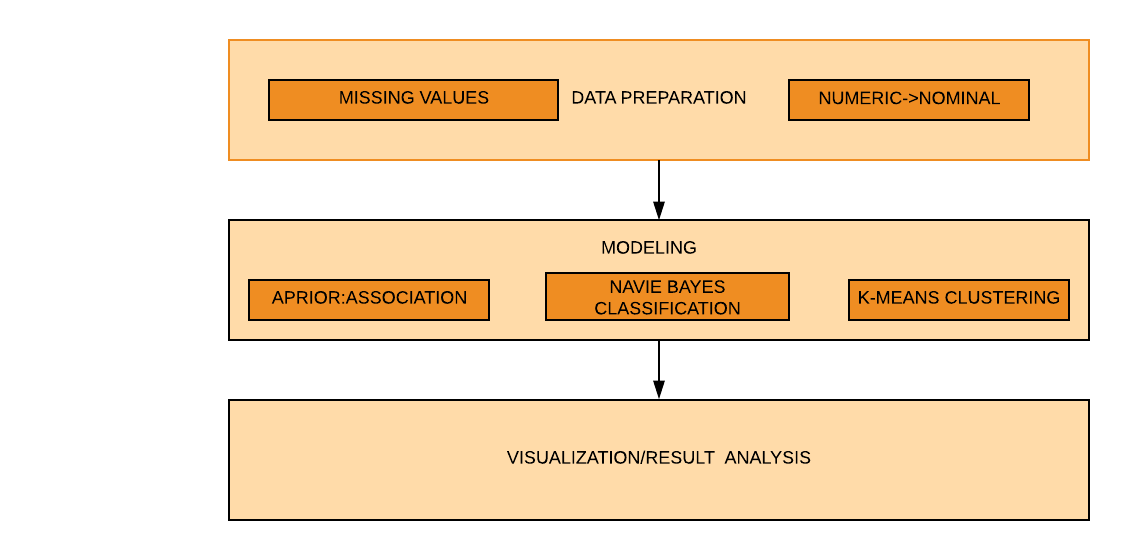 MISSING VALUES
DATA PREPARATION
NUMERIC->NOMINAL
MODELING
APRIOR:ASSOCIATION
NAVIE BAYES
CLASSIFICATION
K-MEANS CLUSTERING
VISUALIZATION/RESULT ANALYSIS